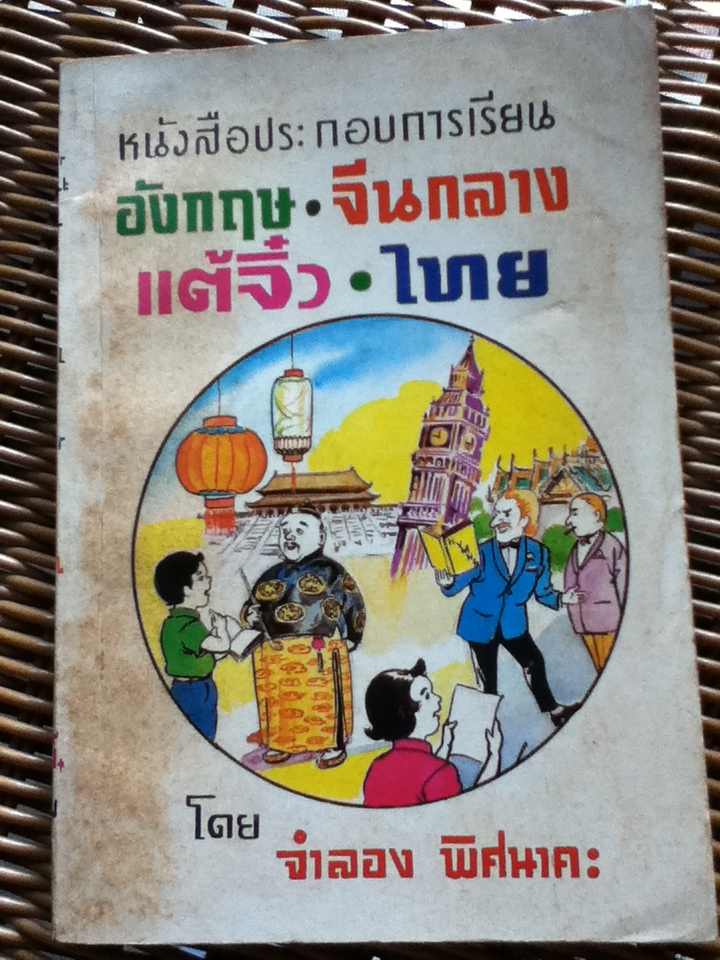 หนังสือประกอบการเรียน
อังกฤษ • จีนกลาง
แต้จิ๋ว • ไทย
โดย
จำลอง พิศนาคะ